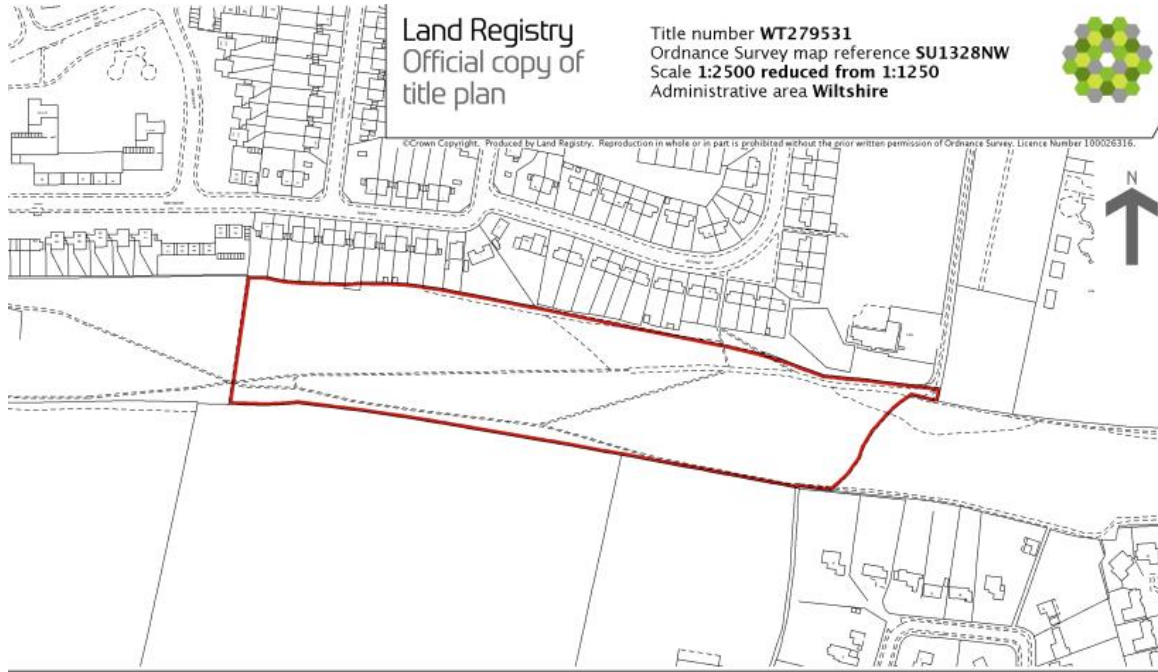 Land Registry
Official copy of
title plan
Title number WT279531
Ordnance Survey map reference SU1328NW
Scale 1:2500 reduced from 1:1250
Administrative area Wiltshire
©Crown Copyright. Produced by Land Registry. Reproduction in whole or in part is prohibited without the prior written permission of Ordnance Survey. Licence Number 100026316.
N